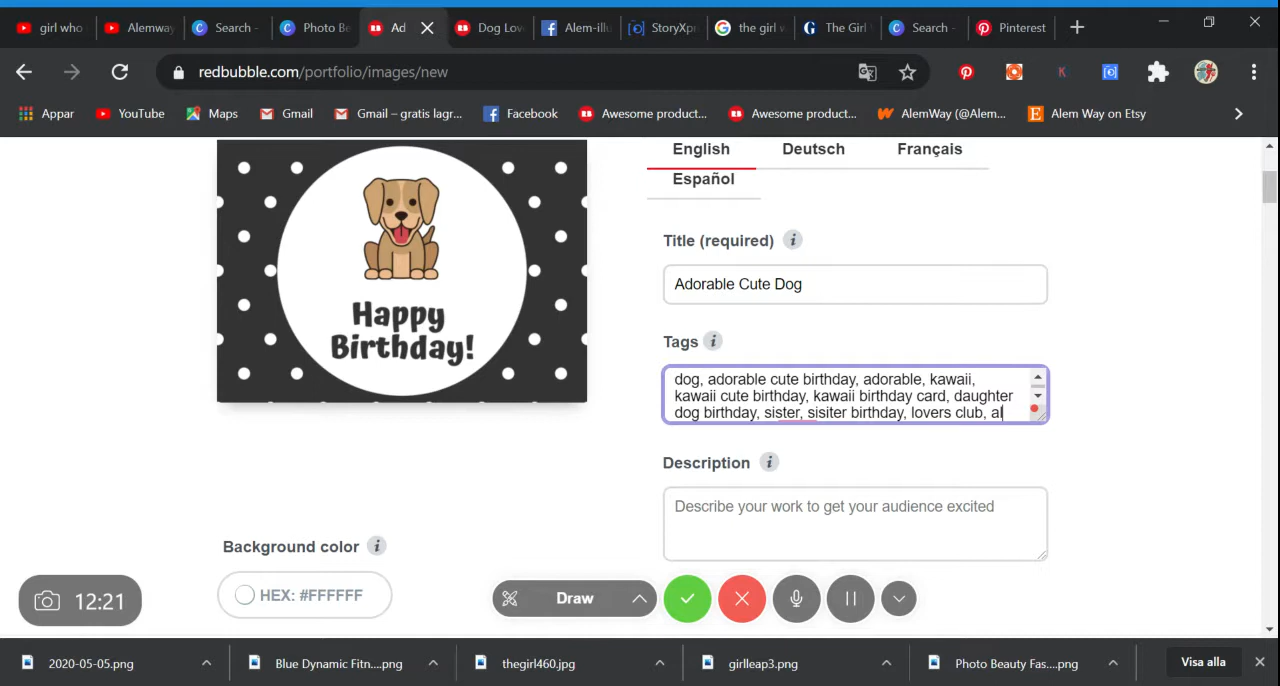 girl who
Alemway
Search -
Photo Be
Ad
Dog Lov
Alem-illu
StoryXpr
the girl w
The Girl
Search -
Pinterest
redbubble.com/portfolio/images/new
Appar
YouTube
Maps
Gmail
Gmail – gratis lagr...
Facebook
Awesome product...
Awesome product...
AlemWay (@Alem...
Alem Way on Etsy
English
Deutsch
Français
Español
Happy
Birthday!
Title (required)
Adorable Cute Dog
Tags
dog, adorable cute birthday, adorable, kawaii,
kawaii cute birthday, kawaii birthday card, daughter
dog birthday, sister, sisiter birthday, lovers club, al
Description
Describe your work to get your audience excited
Background color
HEX: #FFFFFF
12:21
Draw
2020-05-05.png
Blue Dynamic Fitn....png
thegirl460.jpg
girlleap3.png
Photo Beauty Fas....png
Visa alla